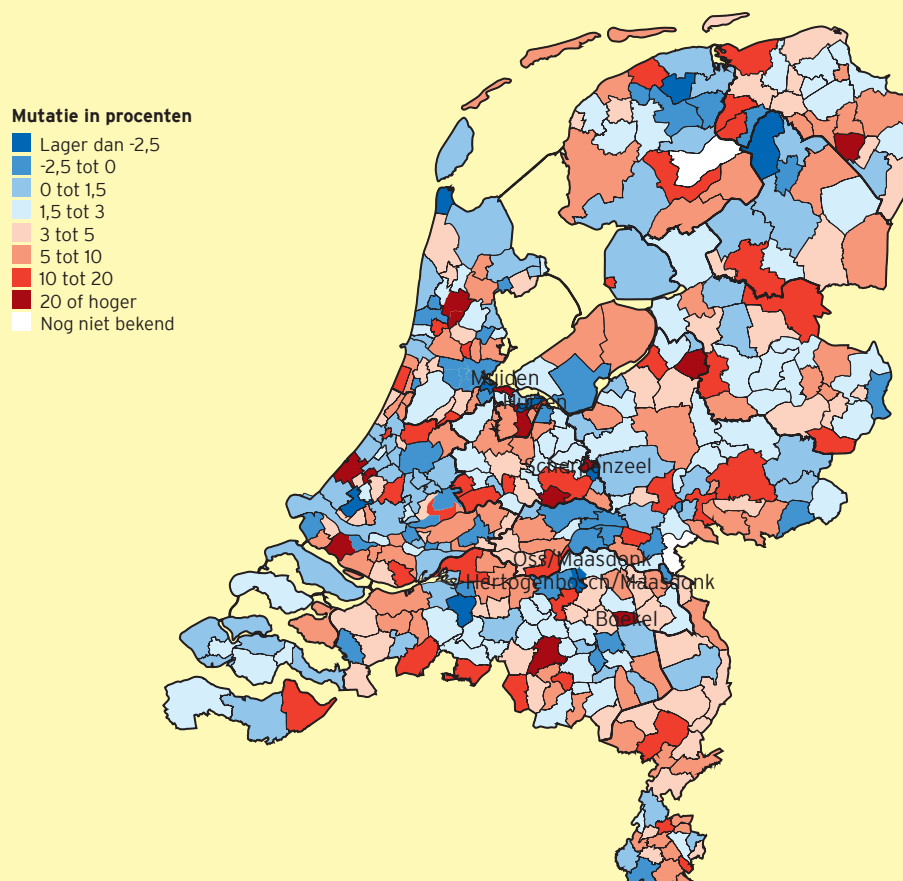 Mutatie in procenten
Lager dan -2,5
-2,5 tot 0
0 tot 1,5
1,5 tot 3
3 tot 5
5 tot 10
10 tot 20
20 of hoger
Nog niet bekend
Muiden
Huizen
Scherpenzeel
Oss/Maasdonk
's-Hertogenbosch/Maasdonk
Boekel